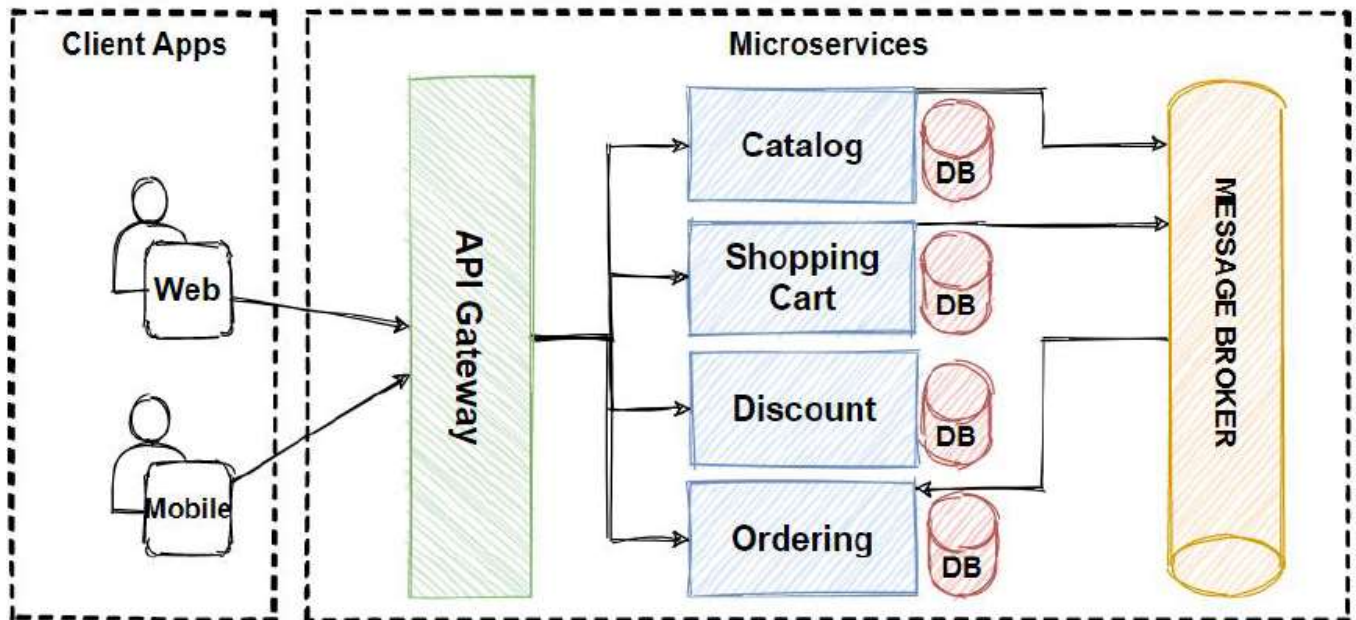 Client Apps
Microservices
Web
Mobile
API Gateway
Catalog
DB
Shopping
Cart
DB
Discount
DB
Ordering
DB
MESSAGE BROKER